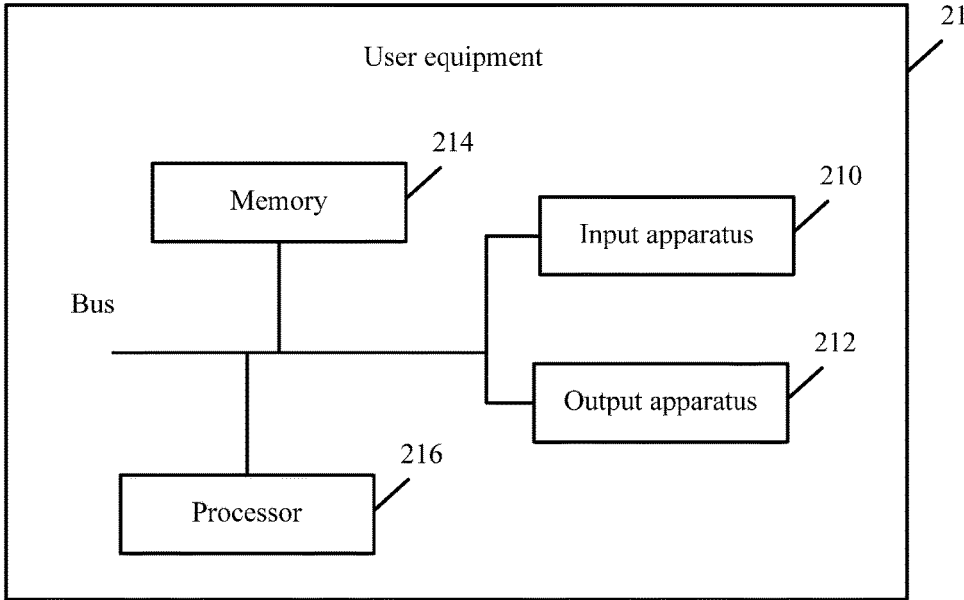 21
User equipment
214
Memory
210
Input apparatus
Bus
212
Output apparatus
216
Processor